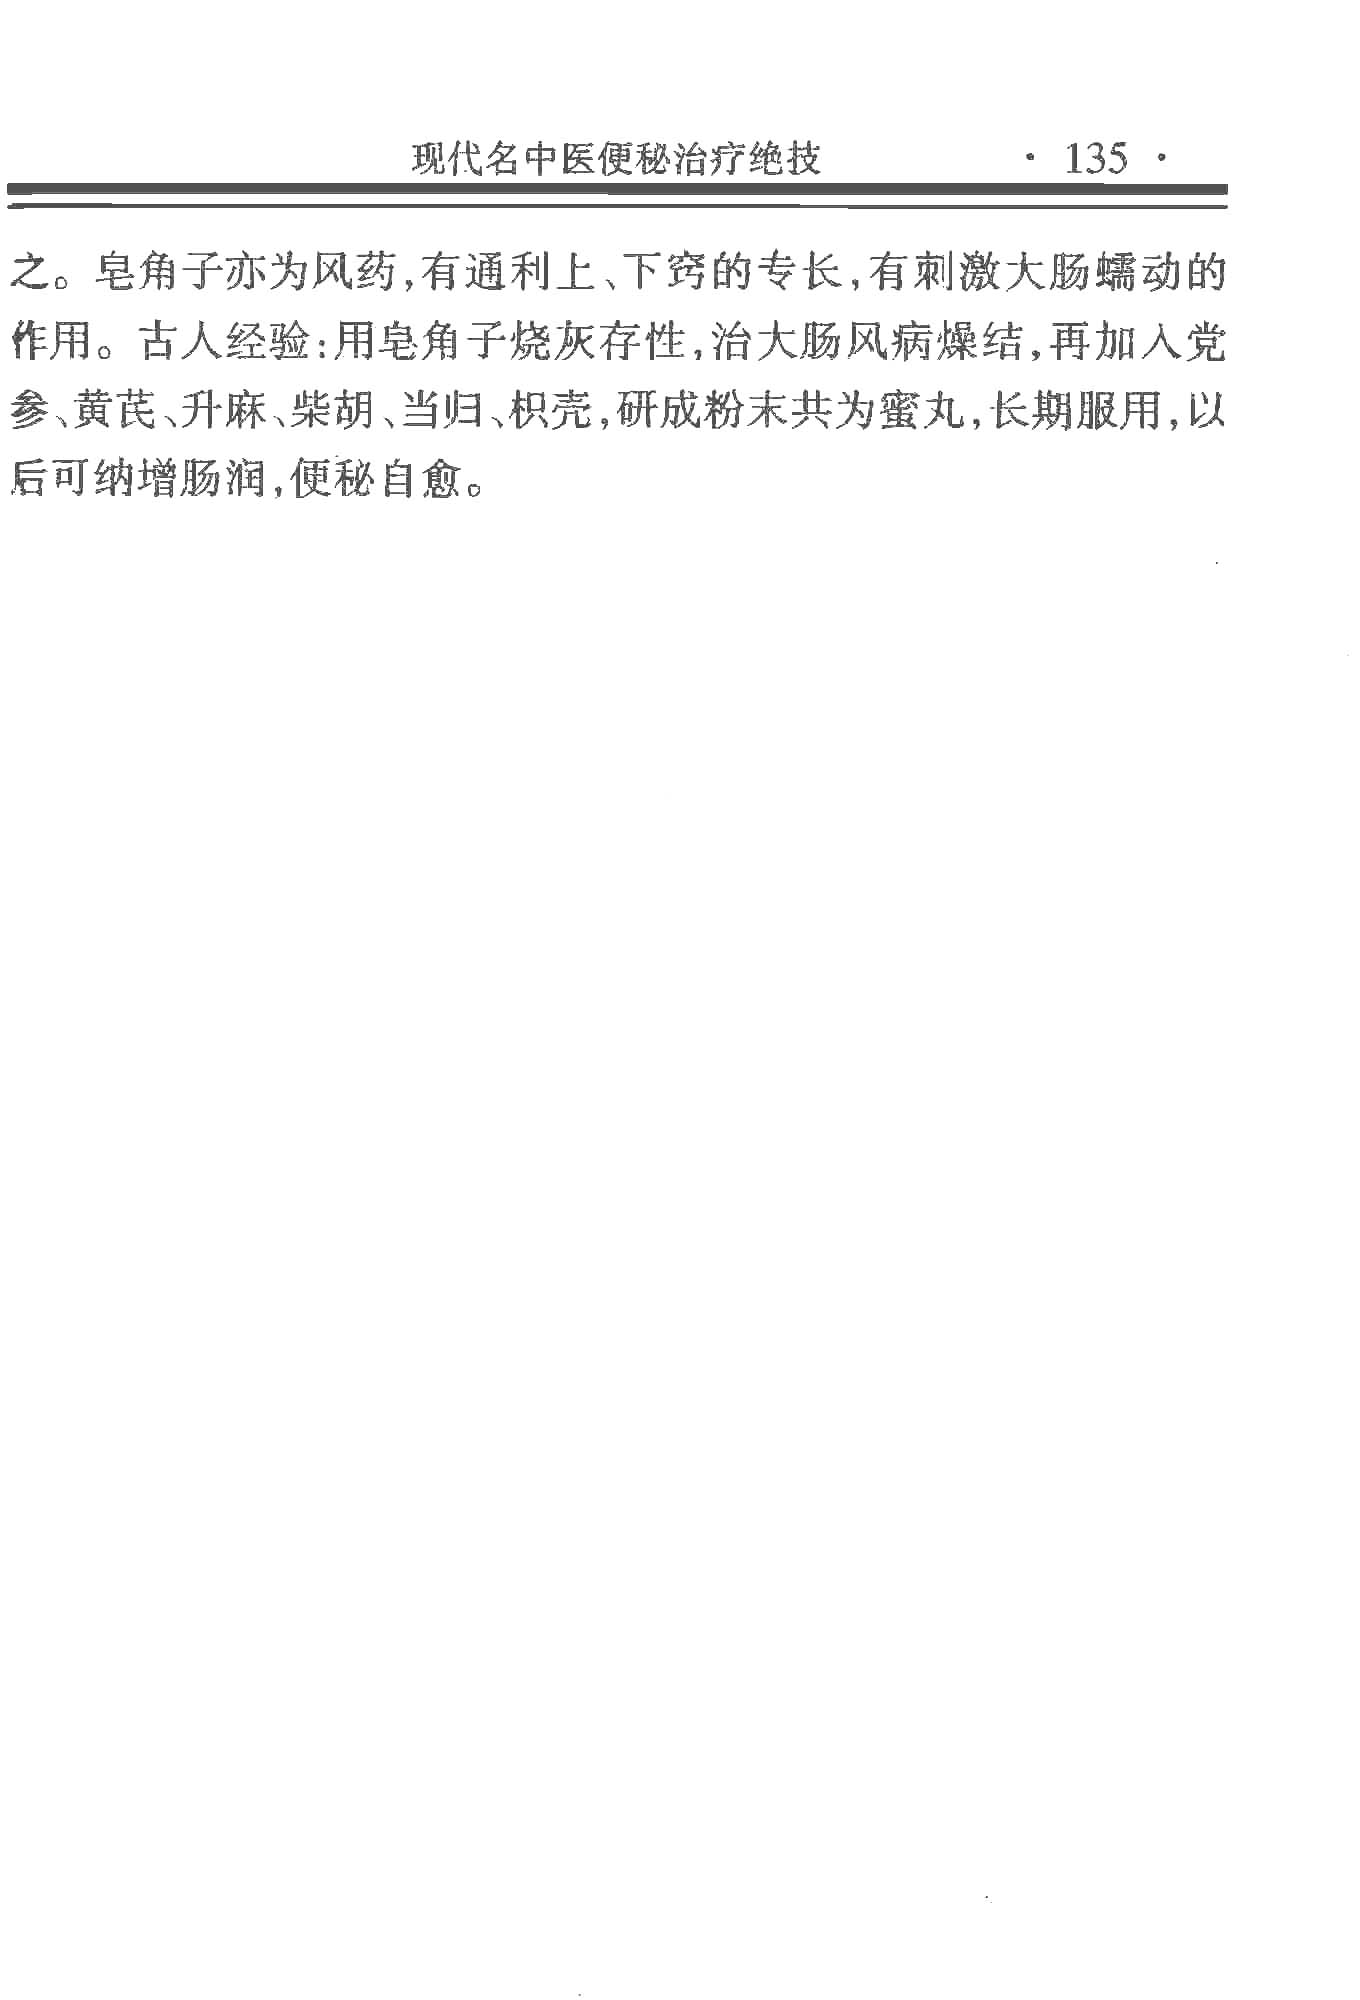 现代名中医便秘治疗绝技 · 135 ·
之。皂角子亦为风药,有通利上、下窍的专长,有刺激大肠蠕动的
作用。古人经验:用皂角子烧灰存性,治大肠风病燥结,再加入党
参、黄芪、升麻、柴胡、当归、枳壳,研成粉末共为蜜丸,长期服用,以
后可纳增肠润,便秘自愈。